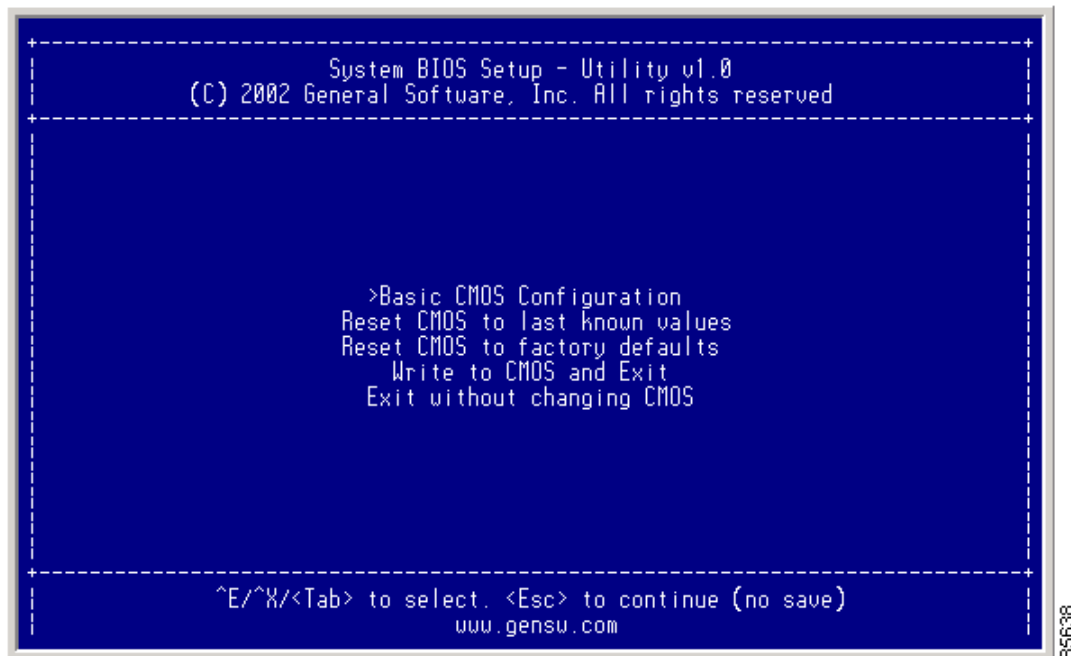 System BIOS Setup - Utility v1.0
(C) 2002 General Software, Inc. All rights reserved
>Basic CMOS Configuration
Reset CMOS to last known values
Reset CMOS to factory defaults
Write to CMOS and Exit
Exit without changing CMOS
^E/^X/<Tab> to select. <Esc> to continue (no save)
www.gensw.com